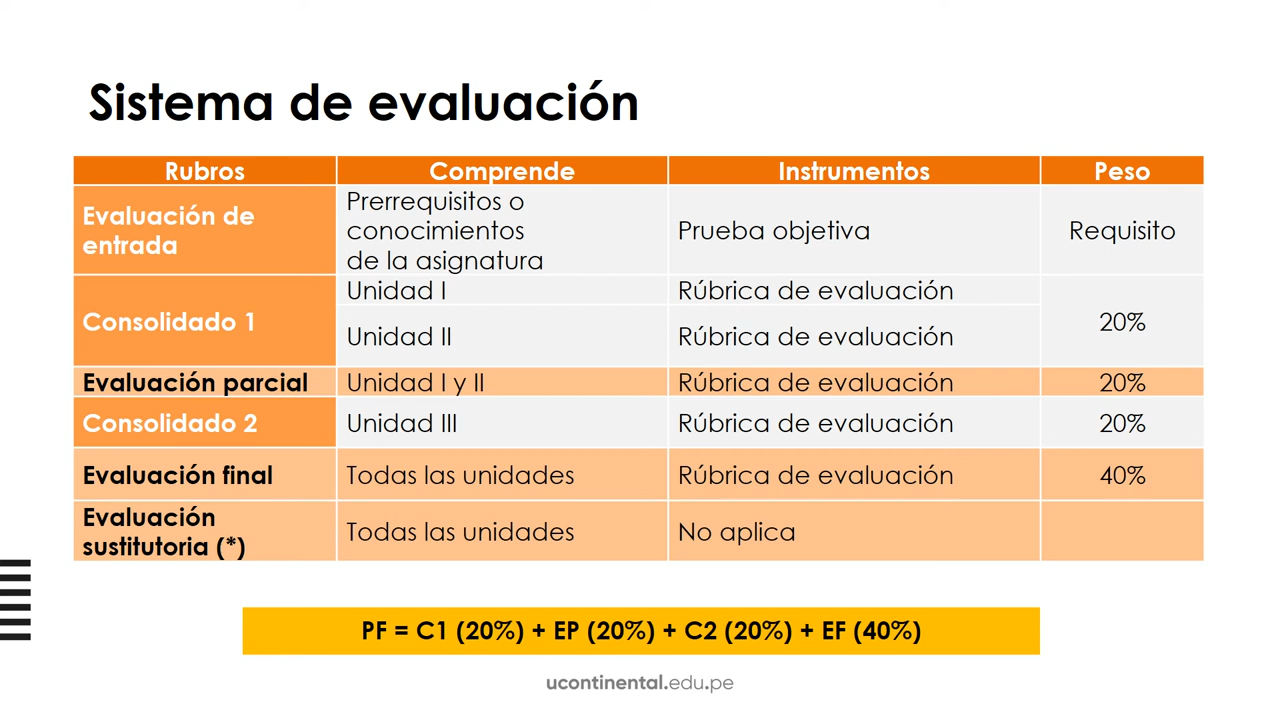 Sistema de evaluación
Rubros Comprende Instrumentos Peso
Evaluación de
entrada
Prerrequisitos o
conocimientos
de la asignatura
Prueba objetiva
Requisito
Consolidado 1
Unidad I
Rúbrica de evaluación
Unidad II
Rúbrica de evaluación
20%
Evaluación parcial Unidad I y II Rúbrica de evaluación 20%
Consolidado 2 Unidad III Rúbrica de evaluación 20%
Evaluación final Todas las unidades Rúbrica de evaluación 40%
Evaluación
sustitutoria (*)
Todas las unidades
No aplica
PF = C1 (20%) + EP (20%) + C2 (20%) + EF (40%)
ucontinental.edu.pe